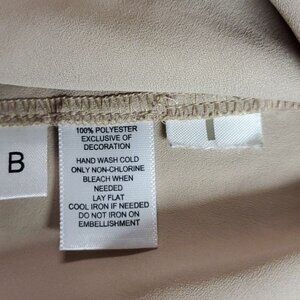 B
100% POLYESTER
EXCLUSIVE OF
DECORATION
HAND WASH COLD
ONLY NON-CHLORINE
BLEACH WHEN
NEEDED
LAY FLAT
COOL IRON IF NEEDED
DO NOT IRON ON
EMBELLISHMENT